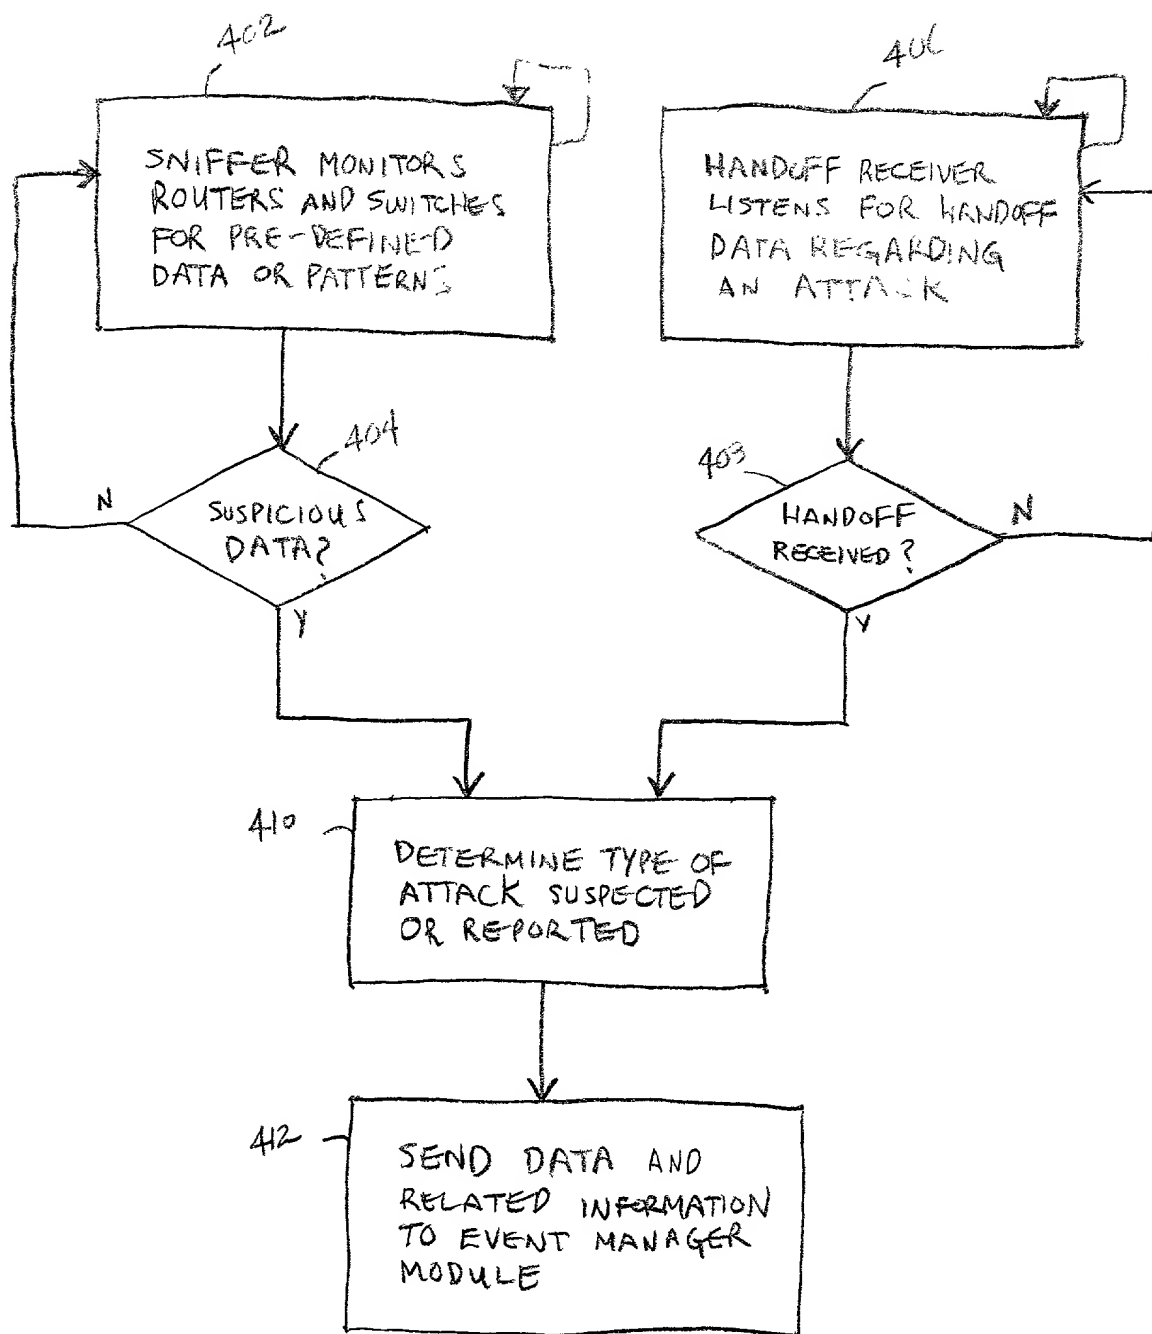 402
SNIFFER MONITORS
ROUTERS AND SWITCHES
FOR PRE-DEFINED
DATA OR PATTERNS
404
N
SUSPICIOUS
DATA?
Y
HANDOFF RECEIVER
LISTENS FOR HANDOFF
DATA REGARDING
AN ATTACK
403
HANDOFF
RECEIVED?
N
Y
410
DETERMINE TYPE OF
ATTACK SUSPECTED
OR REPORTED
412
SEND DATA AND
RELATED INFORMATION
TO EVENT MANAGER
MODULE